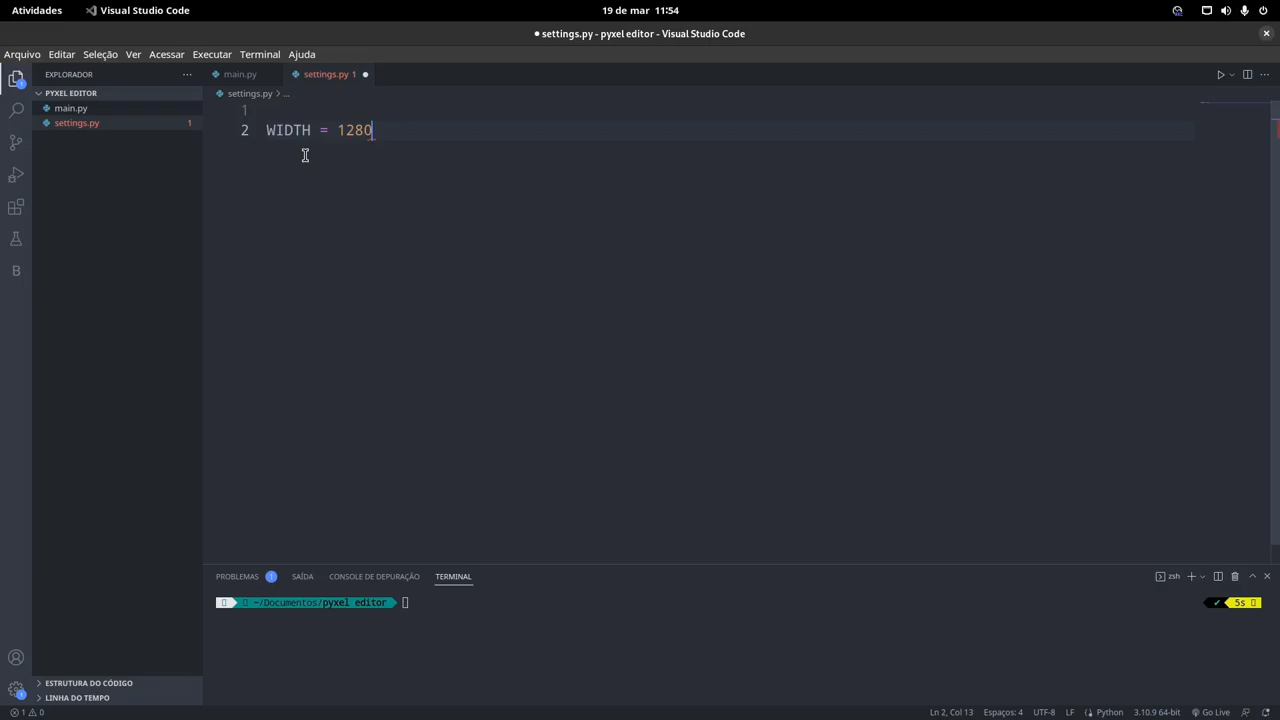 Atividades
Visual Studio Code
19 de mar 11:54
● settings.py - pyxel editor - Visual Studio Code
Arquivo Editar Seleção Ver Acessar Executar Terminal Ajuda
EXPLORADOR
main.py
settings.py 1
PYXEL EDITOR
settings.py > ...
main.py
settings.py 1
1
2 WIDTH = 1280
B
PROBLEMAS 1 SAÍDA CONSOLE DE DEPURAÇÃO TERMINAL
zsh
~/Documentos/pyxel editor
✓ 5s
ESTRUTURA DO CÓDIGO
LINHA DO TEMPO
1 0
Ln 2, Col 13 Espaços: 4 UTF-8 LF Python 3.10.9 64-bit Go Live